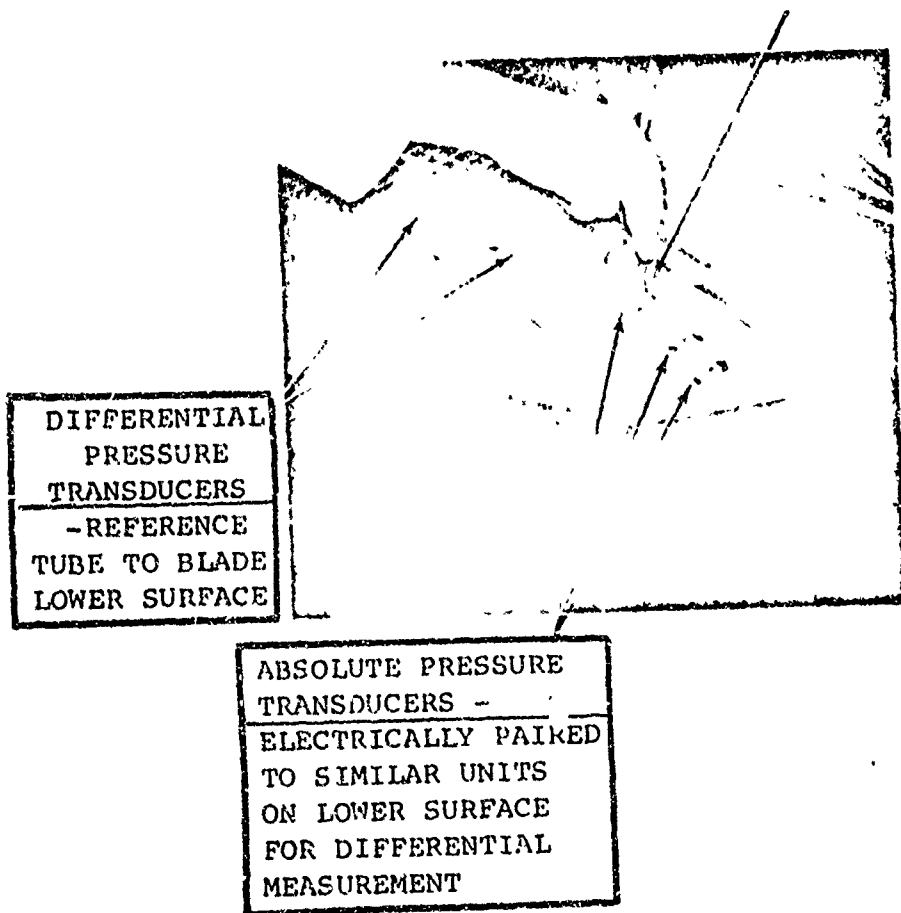 DIFFERENTIAL
PRESSURE
TRANSDUCERS
-REFERENCE
TUBE TO BLADE
LOWER SURFACE
ABSOLUTE PRESSURE
TRANSDUCERS -
ELECTRICALLY PAIRED
TO SIMILAR UNITS
ON LOWER SURFACE
FOR DIFFERENTIAL
MEASUREMENT